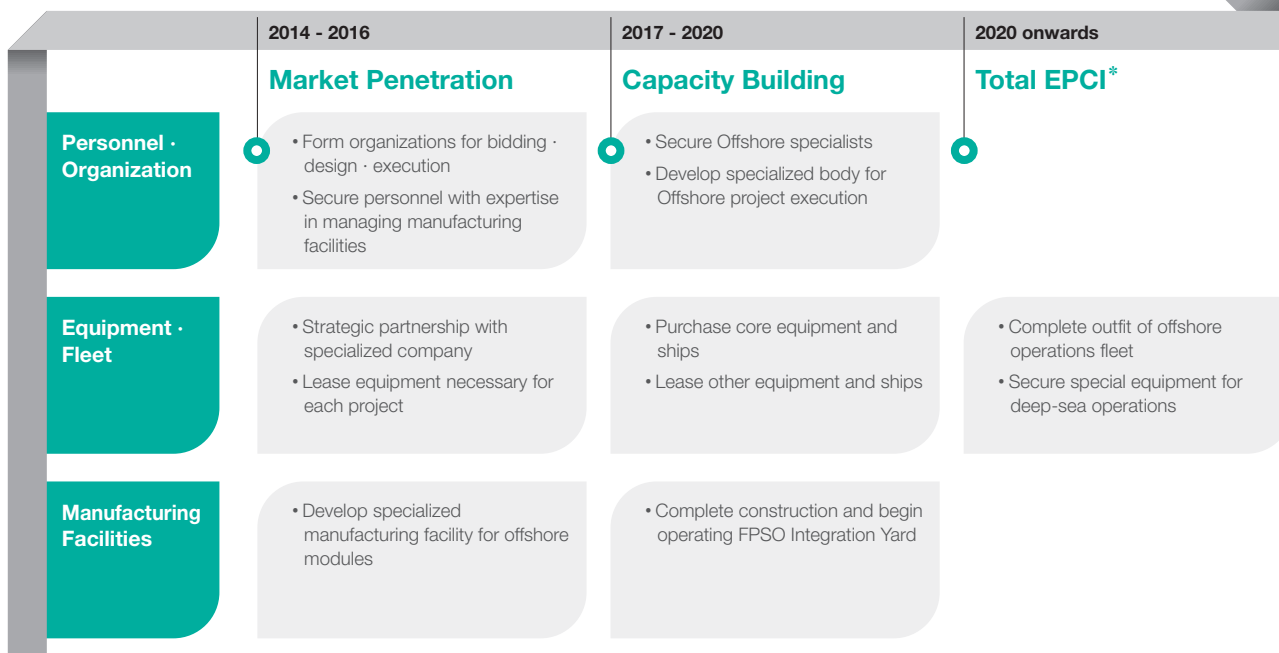 2014 - 2016
2017 - 2020
2020 onwards
Market Penetration
Capacity Building
Total EPCI*
Personnel ·
Organization
• Form organizations for bidding ·
design · execution
• Secure personnel with expertise
in managing manufacturing
facilities
• Secure Offshore specialists
• Develop specialized body for
Offshore project execution
Equipment ·
Fleet
• Strategic partnership with
specialized company
• Lease equipment necessary for
each project
• Purchase core equipment and
ships
• Lease other equipment and ships
• Complete outfit of offshore
operations fleet
• Secure special equipment for
deep-sea operations
Manufacturing
Facilities
• Develop specialized
manufacturing facility for offshore
modules
• Complete construction and begin
operating FPSO Integration Yard